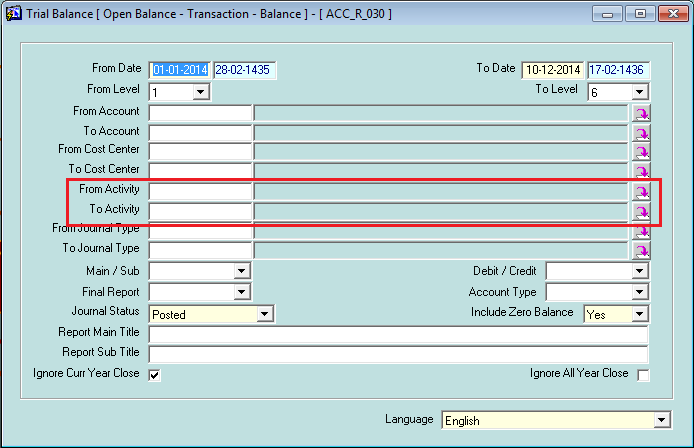 Trial Balance [ Open Balance - Transaction - Balance ] - [ ACC_R_030 ]
From Date 01-01-2014 28-02-1435 To Date 10-12-2014 17-02-1436
From Level 1 To Level 6
From Account
To Account
From Cost Center
To Cost Center
From Activity
To Activity
From Journal Type
To Journal Type
Main / Sub Debit / Credit
Final Report Account Type
Journal Status Posted Include Zero Balance Yes
Report Main Title
Report Sub Title
Ignore Curr Year Close Ignore All Year Close
Language English